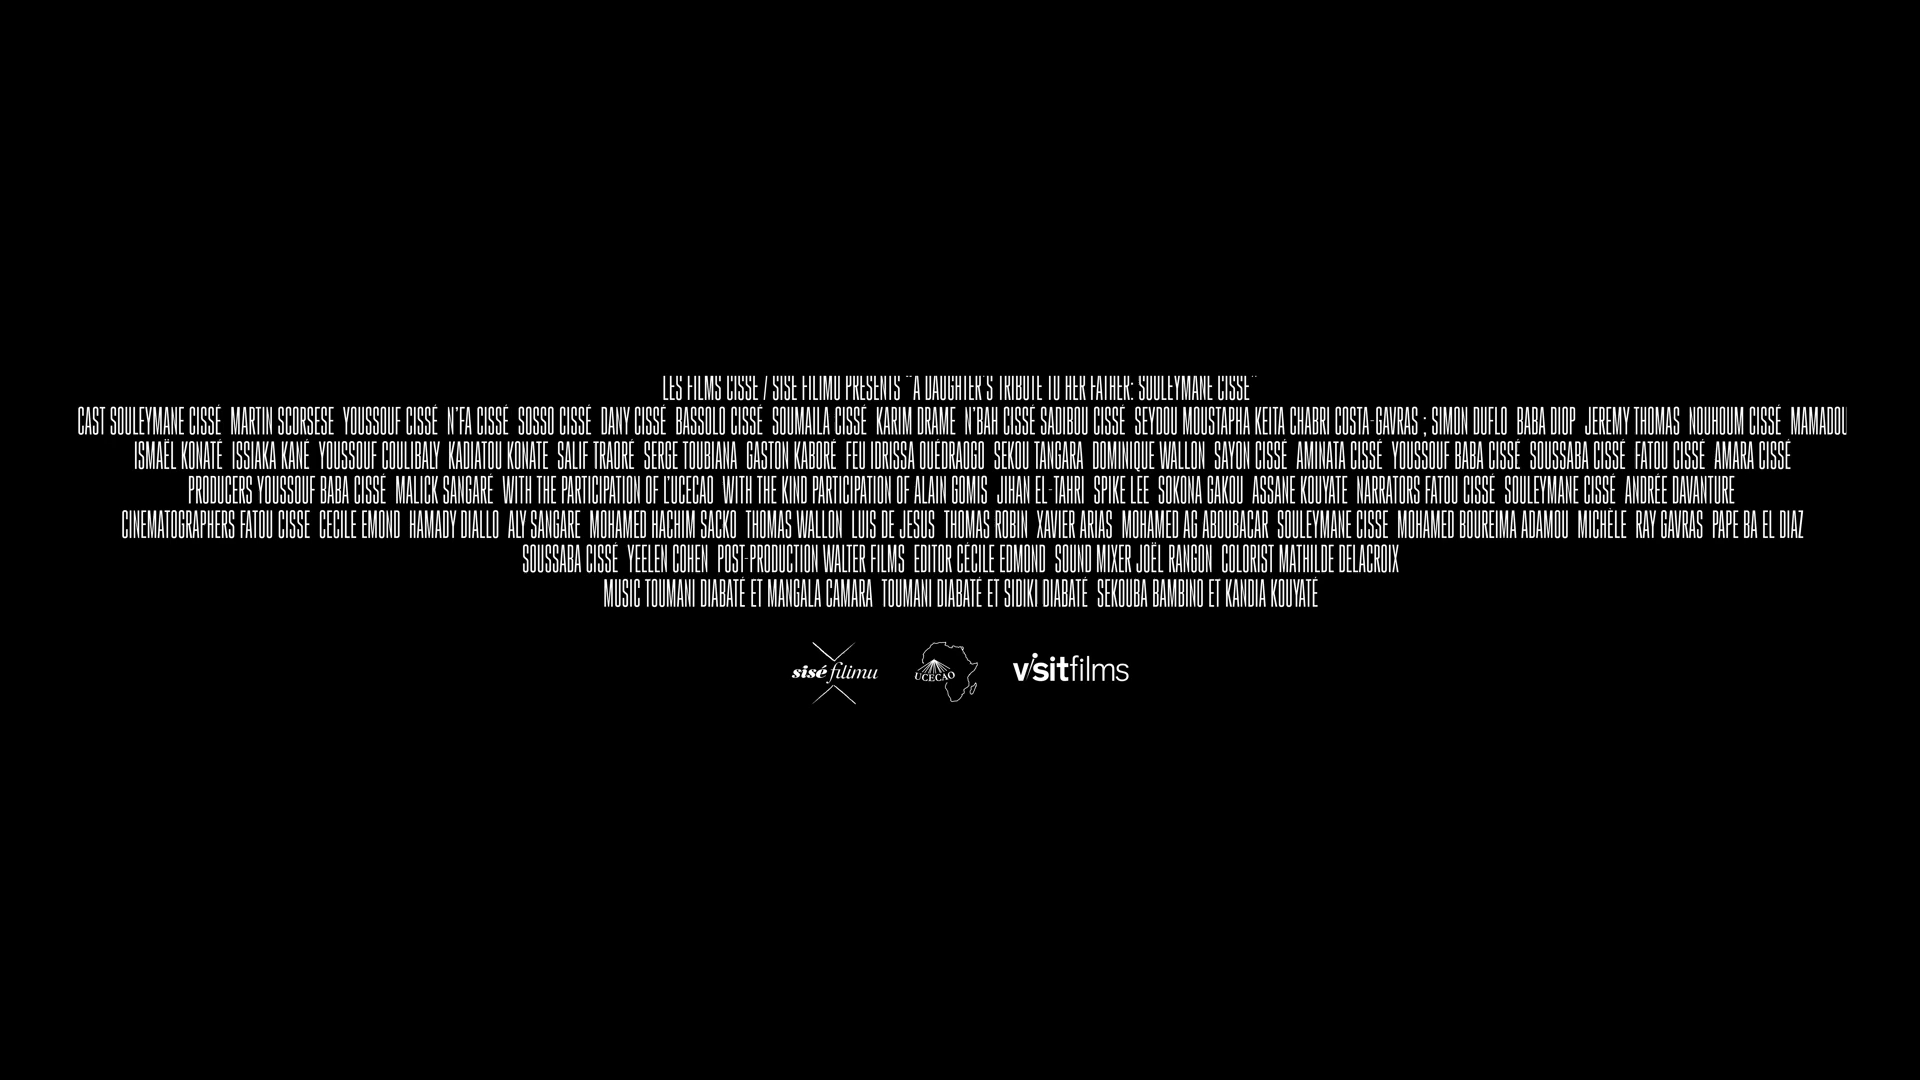 LES FILMS CISSÉ / SISE FILIMU PRESENTS "A DAUGHTER'S TRIBUTE TO HER FATHER: SOULEYMANE CISSÉ"
CAST SOULEYMANE CISSÉ MARTIN SCORSESE YOUSSOUF CISSÉ N'FA CISSÉ SOSSO CISSÉ DANY CISSÉ BASSOLO CISSÉ SOUMAILA CISSÉ KARIM DRAME N'BAH CISSÉ SADIBOU CISSÉ SEYDOU MOUSTAPHA KEITA CHABRI COSTA-GAVRAS ; SIMON DUFLO BABA DIOP JEREMY THOMAS NOUHOUM CISSÉ MAMADOU
ISMAËL KONATÉ ISSIAKA KANÉ YOUSSOUF COULIBALY KADIATOU KONATE SALIF TRAORÉ SERGE TOUBIANA GASTON KABORÉ FEU IDRISSA OUÉDRAOGO SEKOU TANGARA DOMINIQUE WALLON SAYON CISSÉ AMINATA CISSÉ YOUSSOUF BABA CISSÉ SOUSSABA CISSÉ FATOU CISSÉ AMARA CISSÉ
PRODUCERS YOUSSOUF BABA CISSÉ MALICK SANGARÉ WITH THE PARTICIPATION OF L'UCECAO WITH THE KIND PARTICIPATION OF ALAIN GOMIS JIHAN EL-TAHRI SPIKE LEE SOKONA GAKOU ASSANE KOUYATE NARRATORS FATOU CISSÉ SOULEYMANE CISSÉ ANDRÉE DAVANTURE
CINEMATOGRAPHERS FATOU CISSE CECILE EMOND HAMADY DIALLO ALY SANGARE MOHAMED HACHIM SACKO THOMAS WALLON LUIS DE JESUS THOMAS ROBIN XAVIER ARIAS MOHAMED AG ABOUBACAR SOULEYMANE CISSE MOHAMED BOUREIMA ADAMOU MICHÈLE RAY GAVRAS PAPE BA EL DIAZ
SOUSSABA CISSÉ YEELEN COHEN POST-PRODUCTION WALTER FILMS EDITOR CÉCILE EDMOND SOUND MIXER JOËL RANGON COLORIST MATHILDE DELACROIX
MUSIC TOUMANI DIABATÉ ET MANGALA CAMARA TOUMANI DIABATÉ ET SIDIKI DIABATÉ SEKOUBA BAMBINO ET KANDIA KOUYATÉ
sisé filimu UCECAO visitfilms